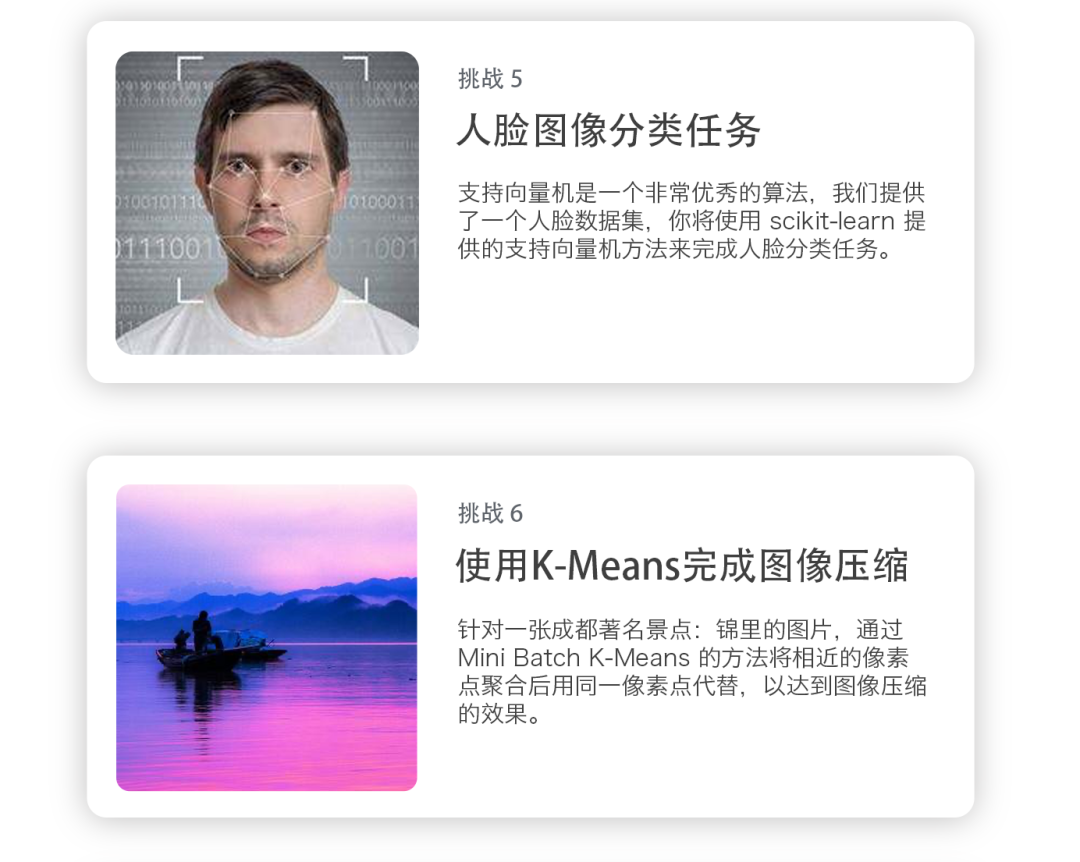 挑战 5
人脸图像分类任务
支持向量机是一个非常优秀的算法，我们提供
了一个人脸数据集，你将使用 scikit-learn 提
供的支持向量机方法来完成人脸分类任务。
挑战 6
使用K-Means完成图像压缩
针对一张成都著名景点：锦里的图片，通过
Mini Batch K-Means 的方法将相近的像素
点聚合后用同一像素点代替，以达到图像压缩
的效果。